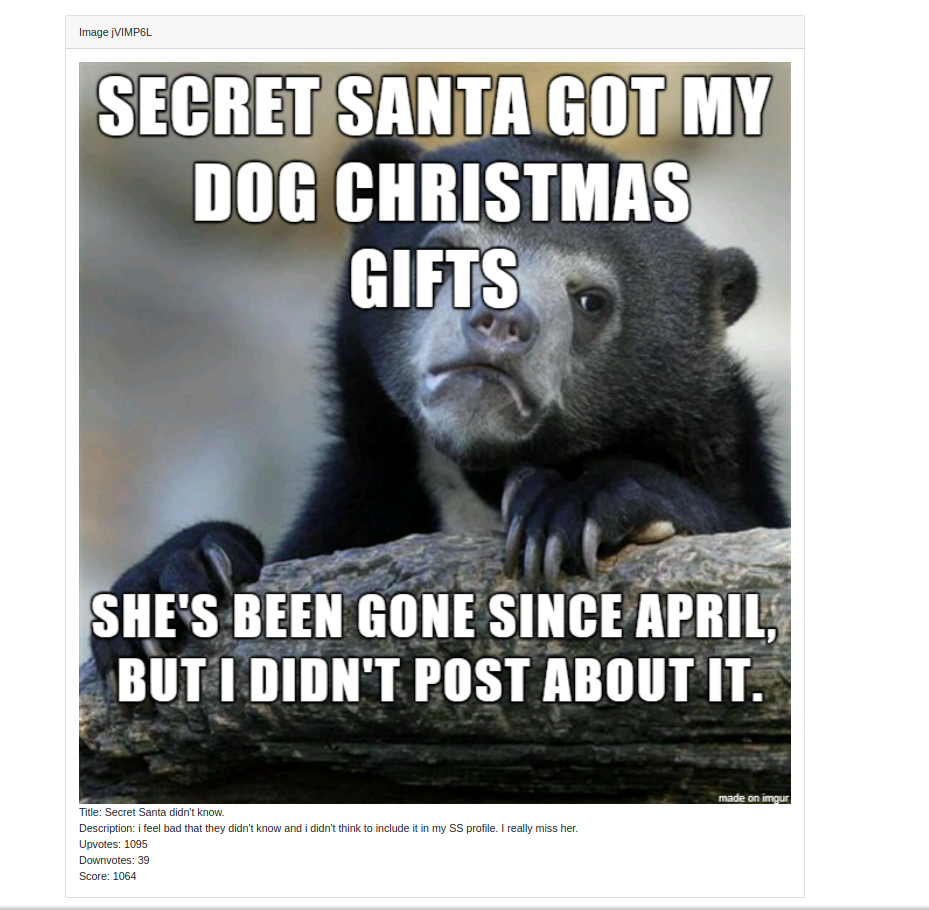 Image jVIMP6L
SECRET SANTA GOT MY
DOG CHRISTMAS
GIFTS
SHE'S BEEN GONE SINCE APRIL,
BUT I DIDN'T POST ABOUT IT.
made on imgur
Title: Secret Santa didn't know.
Description: i feel bad that they didn't know and i didn't think to include it in my SS profile. I really miss her.
Upvotes: 1095
Downvotes: 39
Score: 1064